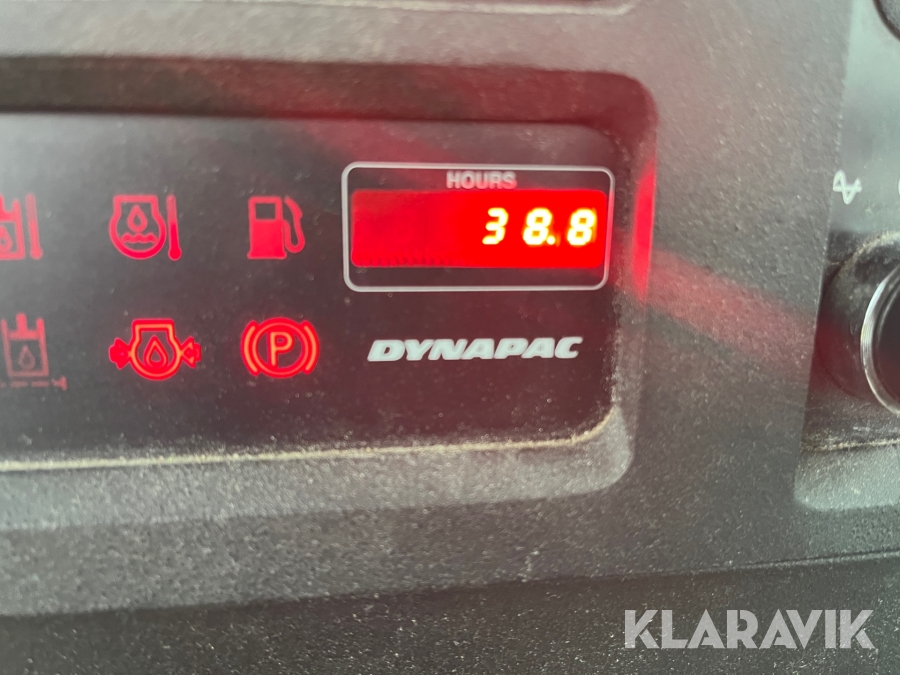 HOURS
38.8
P
DYNAPAC
KLARAVIK